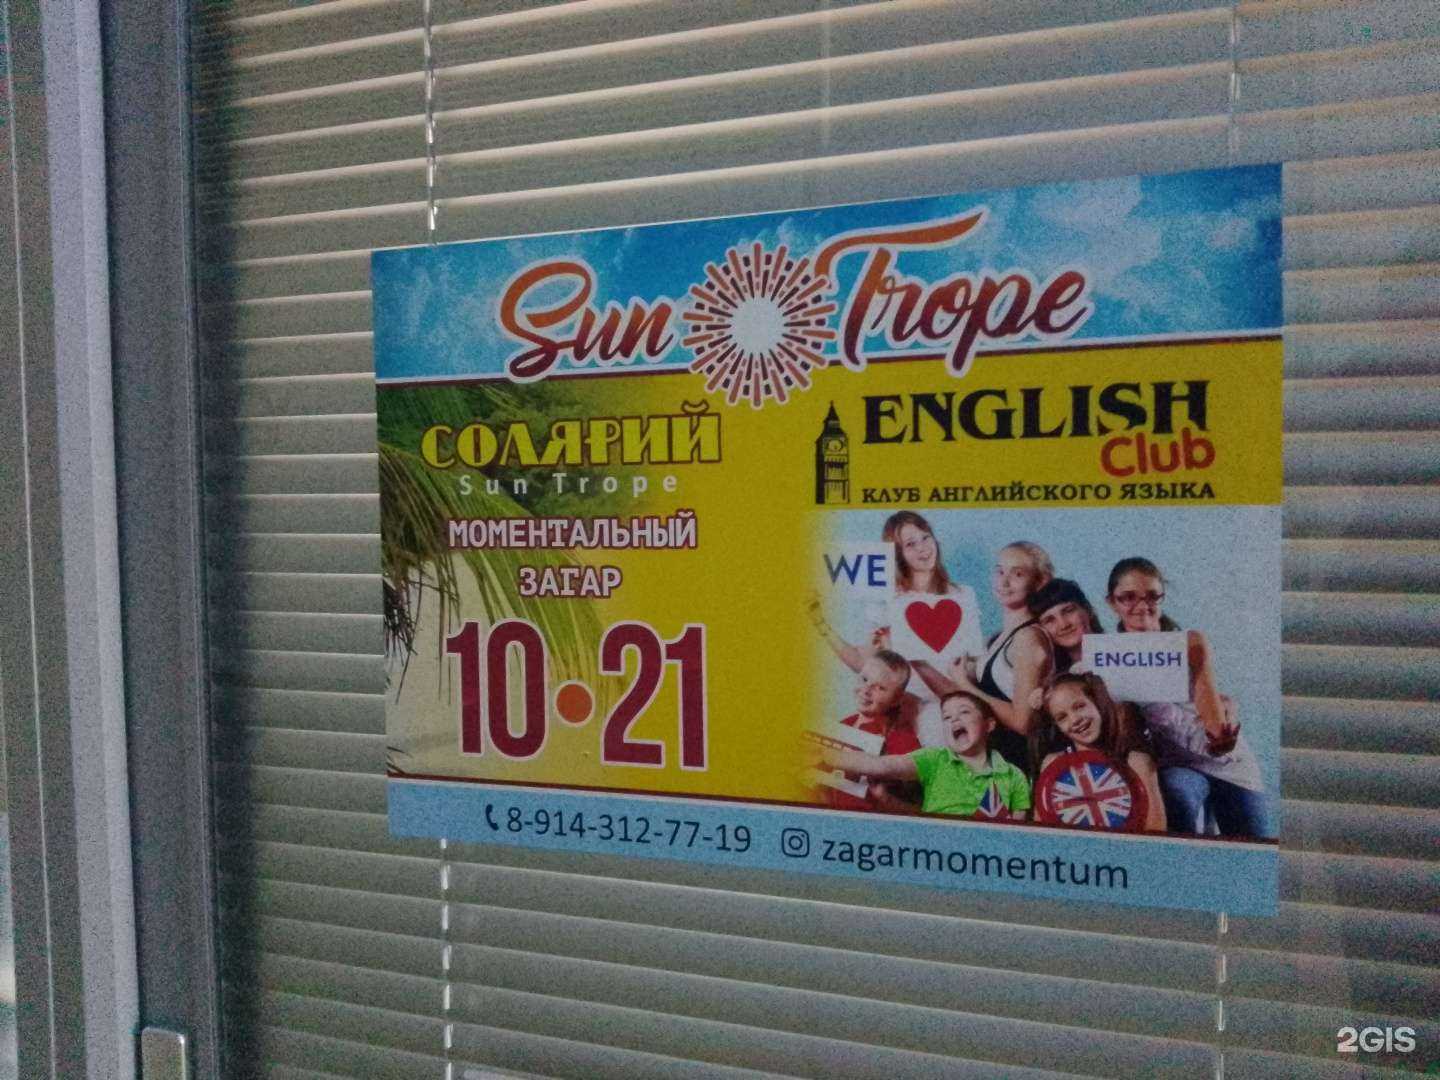 Sun Trope
СОЛЯРИЙ
Sun Trope
МОМЕНТАЛЬНЫЙ
ЗАГАР
10•21
ENGLISH
Club
КЛУБ АНГЛИЙСКОГО ЯЗЫКА
WE
ENGLISH
8-914-312-77-19 zagarmomentum
2GIS